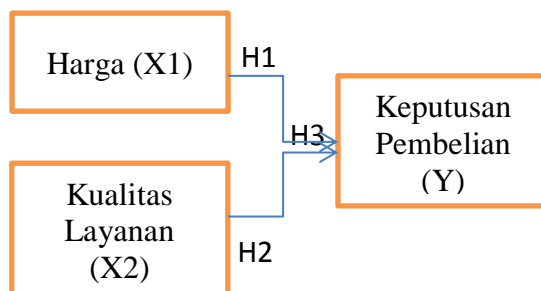 Harga (X1)
H1
Keputusan
Pembelian
(Y)
H3
Kualitas
Layanan
(X2)
H2